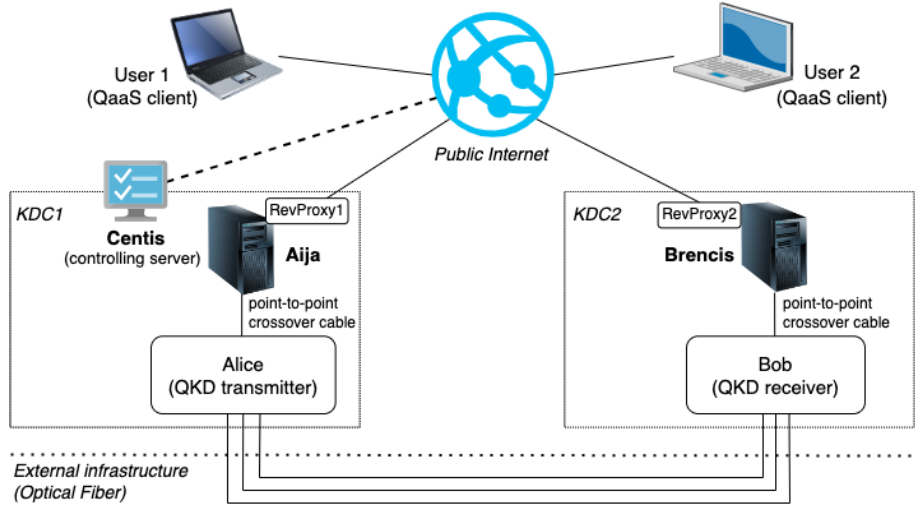 User 1
(QaaS client)
User 2
(QaaS client)
Public Internet
KDC1
RevProxy1
Centis
(controlling server)
Aija
point-to-point
crossover cable
Alice
(QKD transmitter)
KDC2
RevProxy2
Brencis
point-to-point
crossover cable
Bob
(QKD receiver)
External infrastructure
(Optical Fiber)